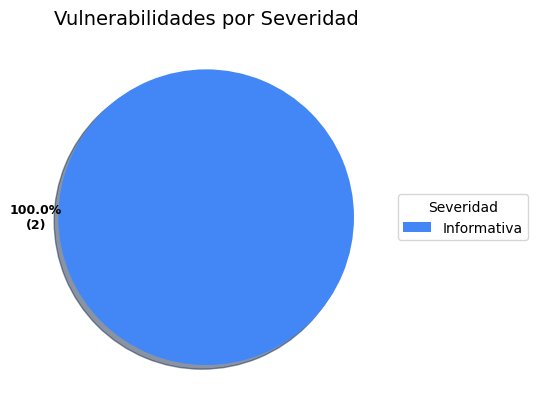 Vulnerabilidades por Severidad
100.0%
(2)
Severidad
Informativa